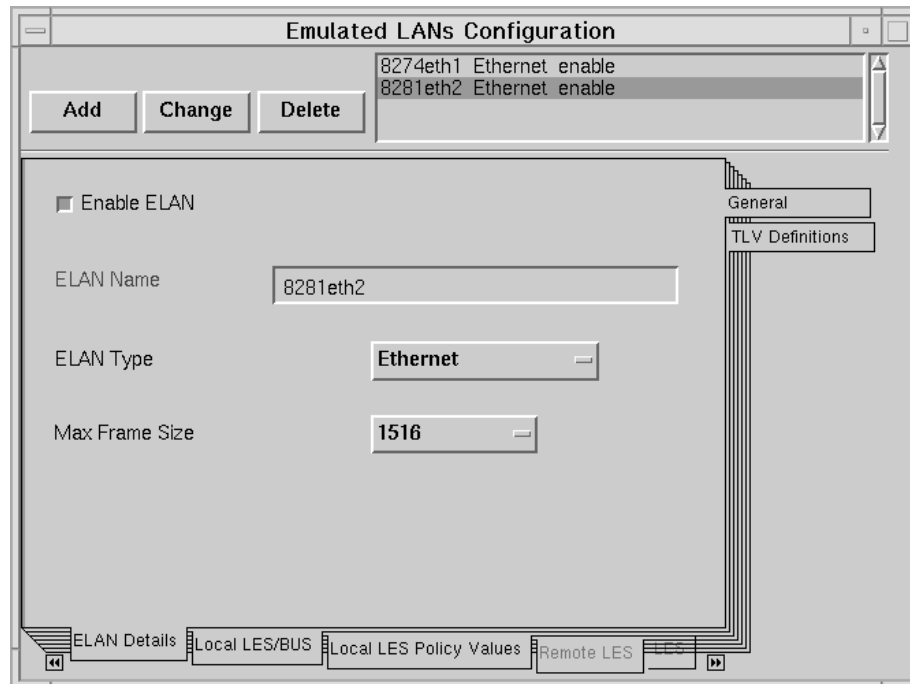 Emulated LANs Configuration
8274eth1 Ethernet enable
8281eth2 Ethernet enable
Add
Change
Delete
Enable ELAN
General
TLV Definitions
ELAN Name
8281eth2
ELAN Type
Ethernet
Max Frame Size
1516
ELAN Details
Local LES/BUS
Local LES Policy Values
Remote LES
LES